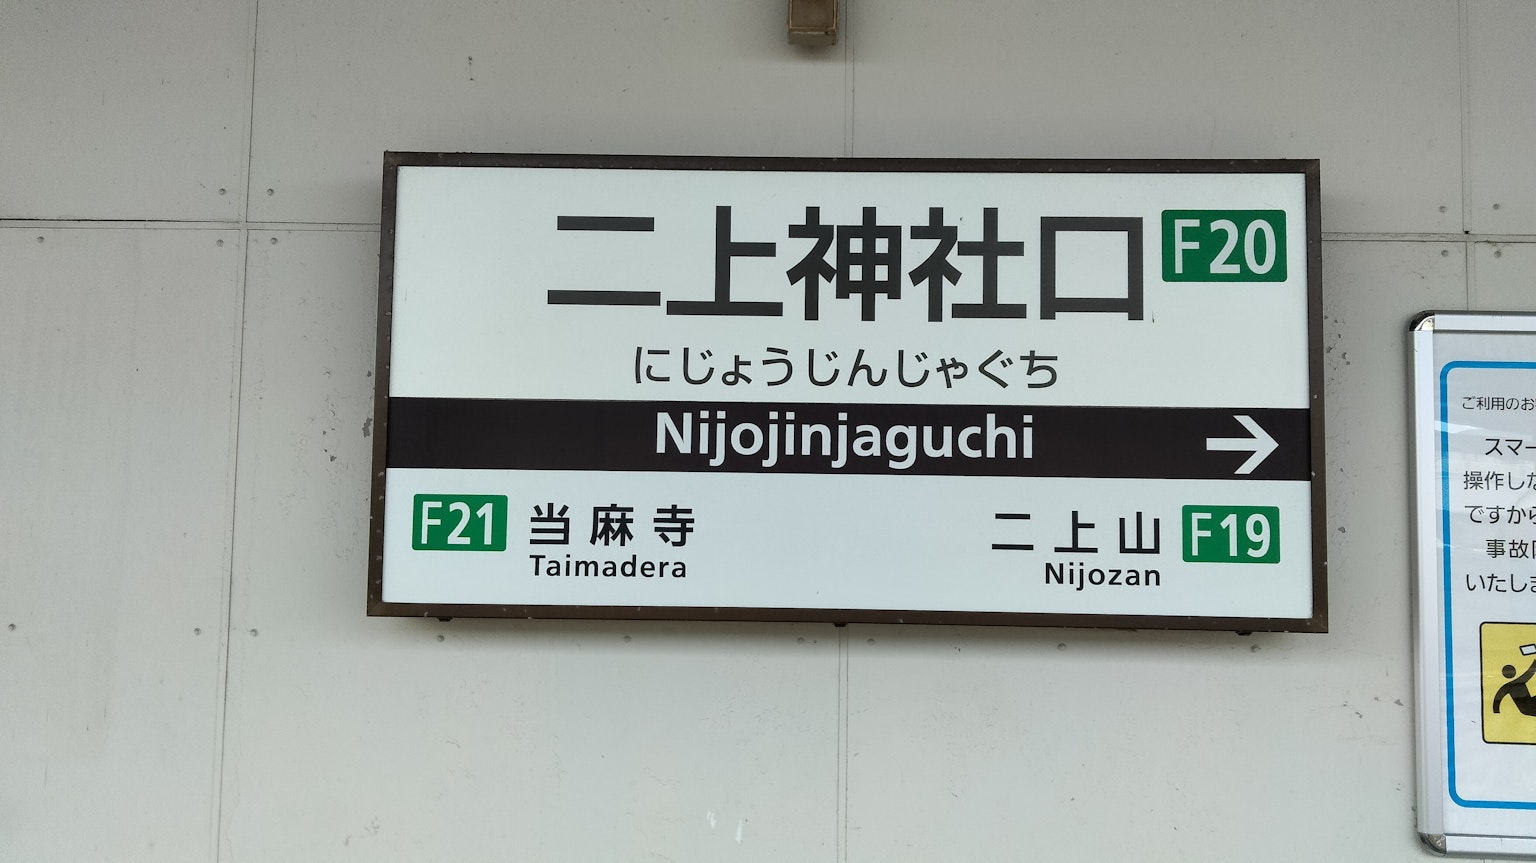 二上神社口 F20
にじょうじんじゃぐち
Nijojinjaguchi →
F21 当麻寺
Taimadera
二上山 F19
Nijozan
ご利用のお
スマー
操作しな
ですから
事故
いたしま